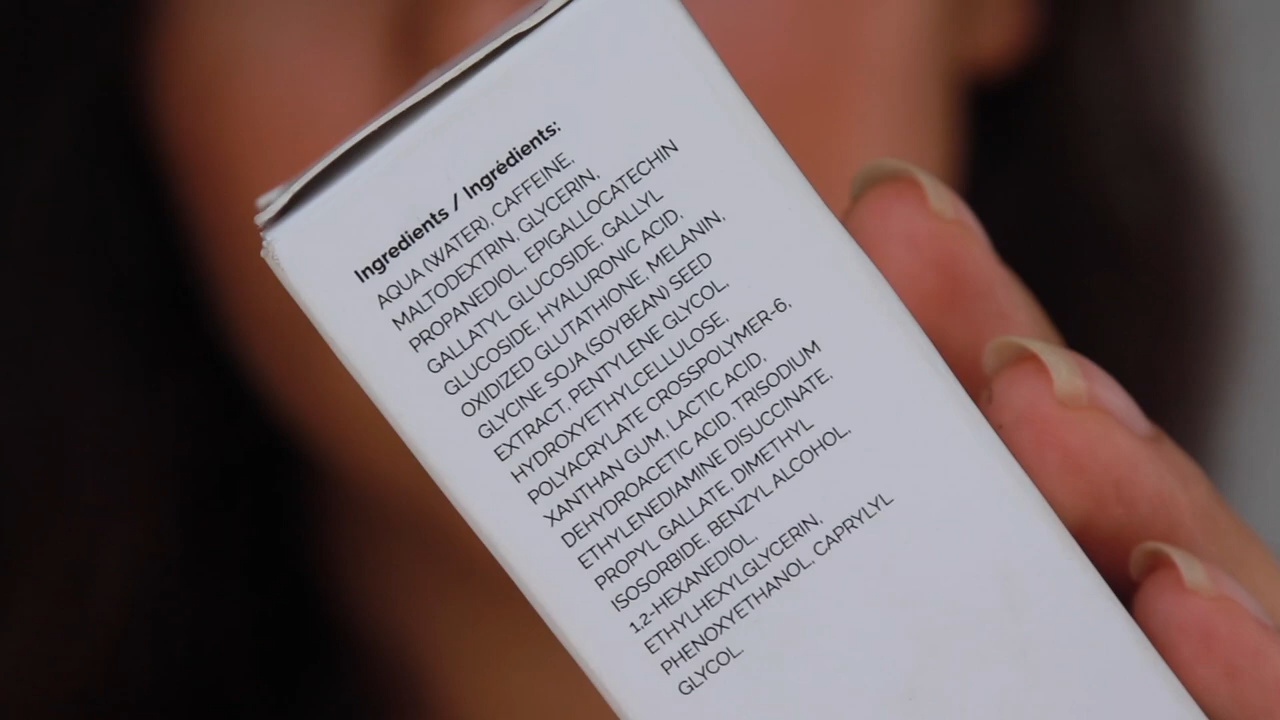 Ingredients / Ingrédients:
AQUA (WATER), CAFFEINE,
MALTODEXTRIN, GLYCERIN,
PROPANEDIOL, EPIGALLOCATECHIN
GALLATYL GLUCOSIDE, GALLYL
GLUCOSIDE, HYALURONIC ACID,
OXIDIZED GLUTATHIONE, MELANIN,
GLYCINE SOJA (SOYBEAN) SEED
EXTRACT, PENTYLENE GLYCOL,
HYDROXYETHYLCELLULOSE,
POLYACRYLATE CROSSPOLYMER-6,
XANTHAN GUM, LACTIC ACID,
DEHYDROACETIC ACID, TRISODIUM
ETHYLENEDIAMINE DISUCCINATE,
PROPYL GALLATE, DIMETHYL
ISOSORBIDE, BENZYL ALCOHOL,
1,2-HEXANEDIOL,
ETHYLHEXYLGLYCERIN,
PHENOXYETHANOL, CAPRYLYL
GLYCOL.